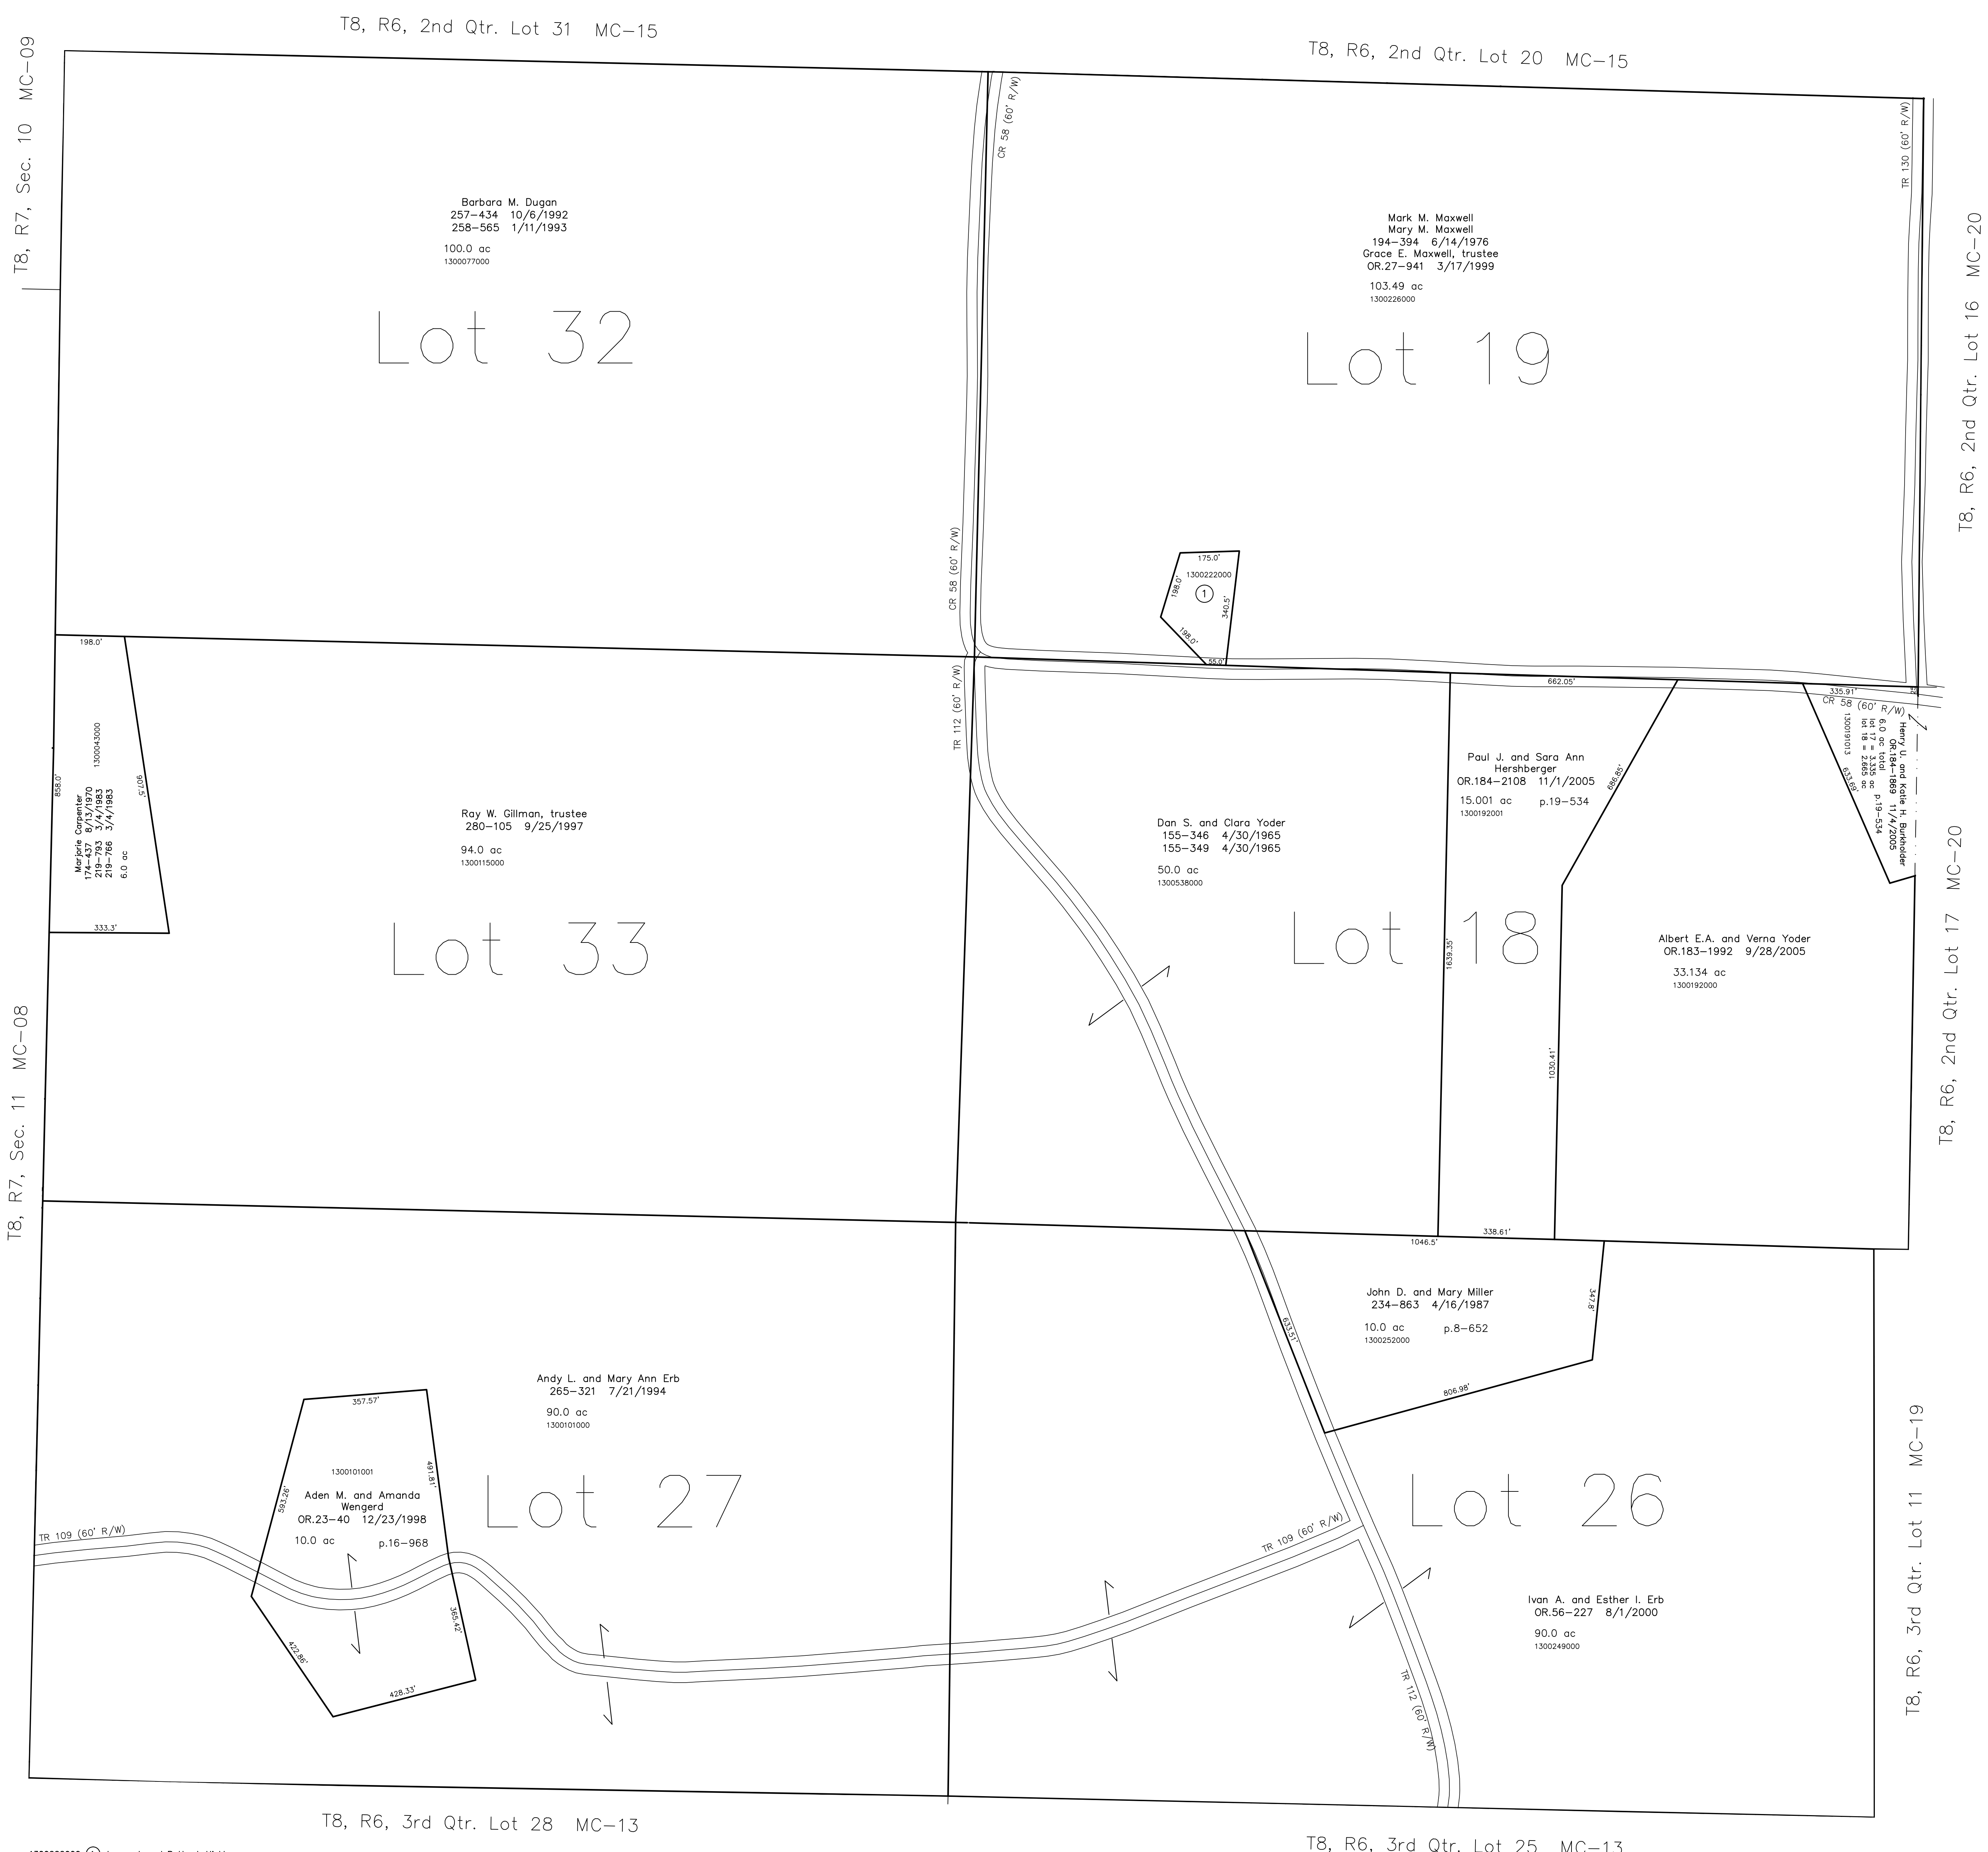 T8, R6, 2nd Qtr. Lot 31 MC-15
T8, R6, 2nd Qtr. Lot 20 MC-15
T8, R7, Sec. 10 MC-09
T8, R6, 2nd Qtr. Lot 16 MC-20
CR 58 (60' R/W)
TR 130 (60' R/W)
Barbara M. Dugan
257-434 10/6/1992
258-565 1/11/1993
100.0 ac
1300077000
Lot 32
Mark M. Maxwell
Mary M. Maxwell
194-394 6/14/1976
Grace E. Maxwell, trustee
OR.27-941 3/17/1999
103.49 ac
1300226000
Lot 19
CR 58 (60' R/W)
175.0'
1300222000
1
198.0'
340.5'
198.0'
55.0'
198.0'
858.0'
907.5'
333.3'
1300043000
Marjorie Carpenter
174-437 8/13/1970
219-793 3/4/1983
219-766 3/4/1983
6.0 ac
Ray W. Gillman, trustee
280-105 9/25/1997
94.0 ac
1300115000
Lot 33
TR 112 (60' R/W)
Dan S. and Clara Yoder
155-346 4/30/1965
155-349 4/30/1965
50.0 ac
1300538000
Lot 18
662.05'
Paul J. and Sara Ann
Hershberger
OR.184-2108 11/1/2005
15.001 ac p.19-534
1300192001
686.85'
1639.35'
1030.41'
338.61'
Albert E.A. and Verna Yoder
OR.183-1992 9/28/2005
33.134 ac
1300192000
335.91'
CR 58 (60' R/W)
Henry U. and Katie H. Burkholder
OR.184-1869 11/4/2005
6.0 ac total p.19-534
lot 17 = 3.335 ac
lot 18 = 2.665 ac
1300191013
633.69'
T8, R7, Sec. 11 MC-08
T8, R6, 2nd Qtr. Lot 17 MC-20
1046.5'
John D. and Mary Miller
234-863 4/16/1987
10.0 ac p.8-652
1300252000
347.8'
633.51'
806.98'
Andy L. and Mary Ann Erb
265-321 7/21/1994
90.0 ac
1300101000
Lot 27
357.57'
491.81'
593.26'
1300101001
Aden M. and Amanda
Wengerd
OR.23-40 12/23/1998
10.0 ac p.16-968
365.42'
422.86'
428.33'
TR 109 (60' R/W)
TR 109 (60' R/W)
Lot 26
Ivan A. and Esther I. Erb
OR.56-227 8/1/2000
90.0 ac
1300249000
TR 112 (60' R/W)
T8, R6, 3rd Qtr. Lot 11 MC-19
T8, R6, 3rd Qtr. Lot 28 MC-13
T8, R6, 3rd Qtr. Lot 25 MC-13